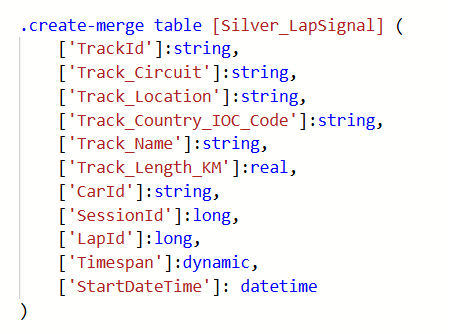 .create-merge table [Silver_LapSignal] (
['TrackId']:string,
['Track_Circuit']:string,
['Track_Location']:string,
['Track_Country_IOC_Code']:string,
['Track_Name']:string,
['Track_Length_KM']:real,
['CarId']:string,
['SessionId']:long,
['LapId']:long,
['Timespan']:dynamic,
['StartDateTime']: datetime
)